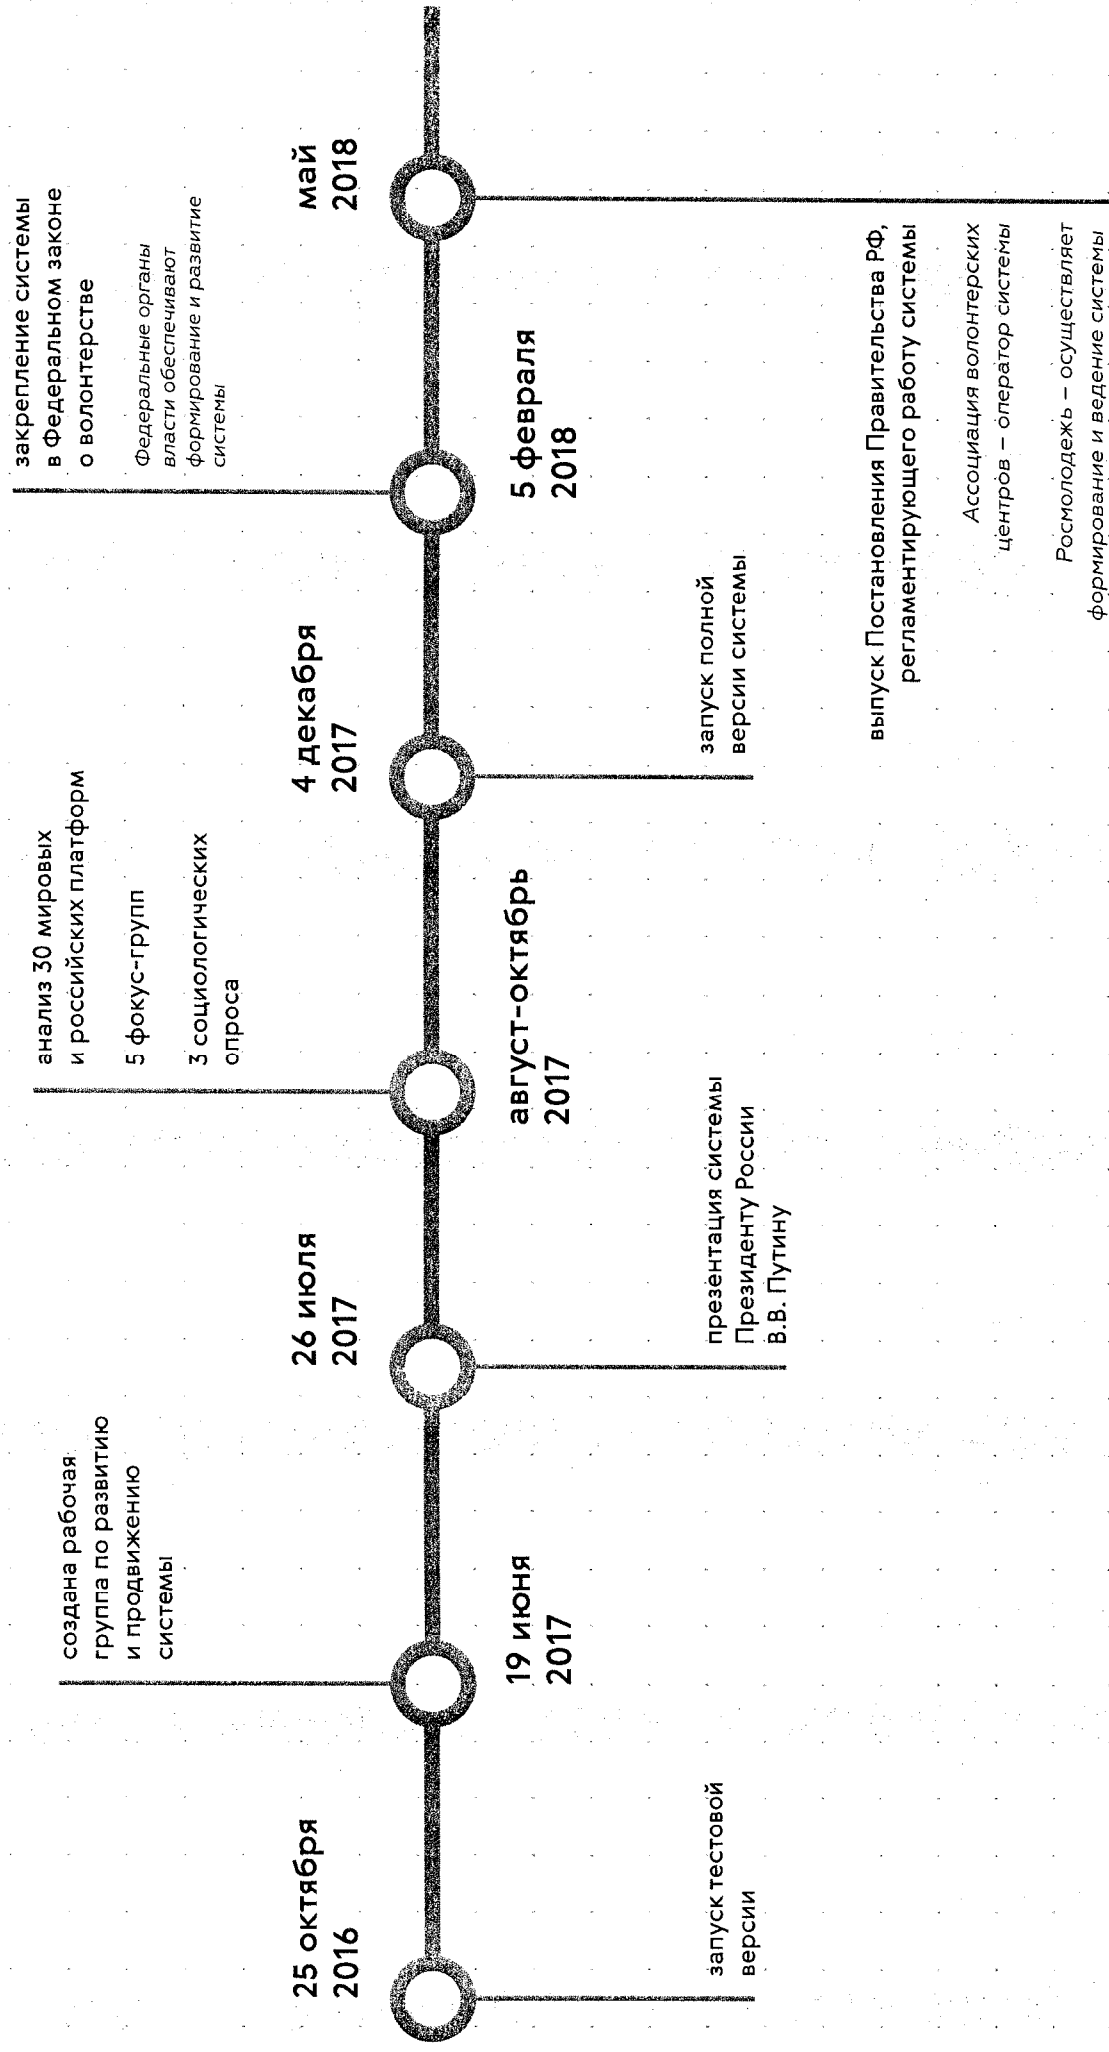 25 октября
2016
запуск тестовой
версии
создана рабочая
группа по развитию
и продвижению
системы
19 июня
2017
26 июля
2017
презентация системы
Президенту России
В.В. Путину
анализ 30 мировых
и российских платформ
5 фокус-групп
3 социологических
опроса
август-октябрь
2017
4 декабря
2017
запуск полной
версии системы
закрепление системы
в Федеральном законе
о волонтерстве
Федеральные органы
власти обеспечивают
формирование и развитие
системы
5 февраля
2018
май
2018
выпуск Постановления Правительства РФ,
регламентирующего работу системы
Ассоциация волонтерских
центров – оператор системы
Росмолодежь – осуществляет
формирование и ведение системы